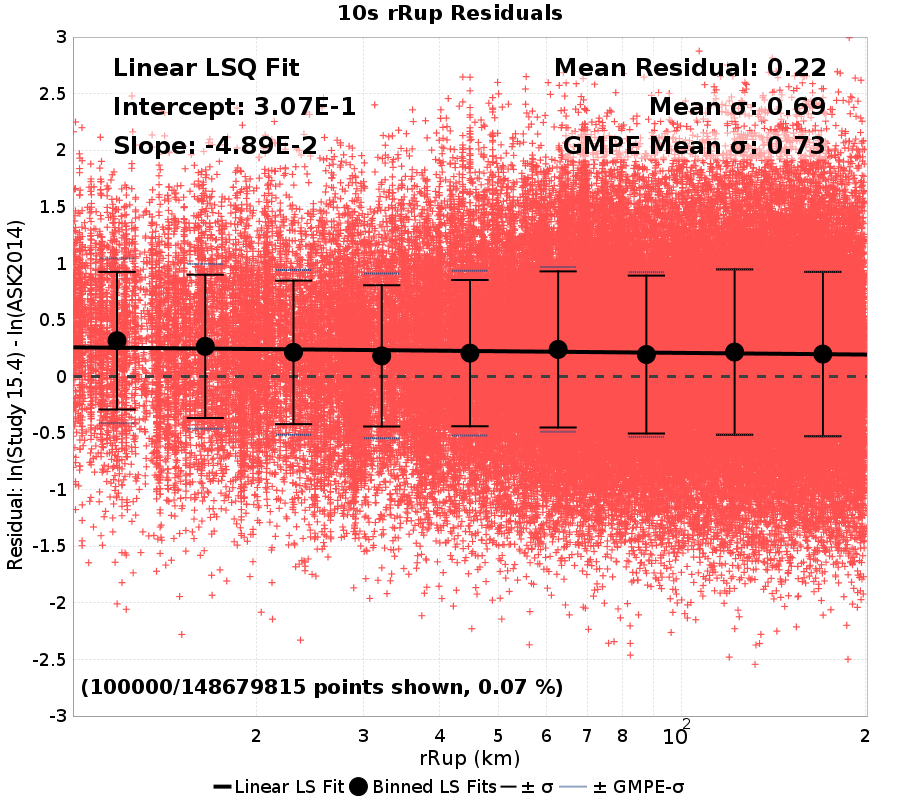 10s rRup Residuals
Linear LSQ Fit
Intercept: 3.07E-1
Slope: -4.89E-2
Mean Residual: 0.22
Mean σ: 0.69
GMPE Mean σ: 0.73
Residual: ln(Study 15.4) - ln(ASK2014)
3
2.5
2
1.5
1
0.5
0
-0.5
-1
-1.5
-2
-2.5
-3
(100000/148679815 points shown, 0.07 %)
2 3 4 5 6 7 8 10² 2
rRup (km)
Linear LS Fit Binned LS Fits ± σ ± GMPE-σ